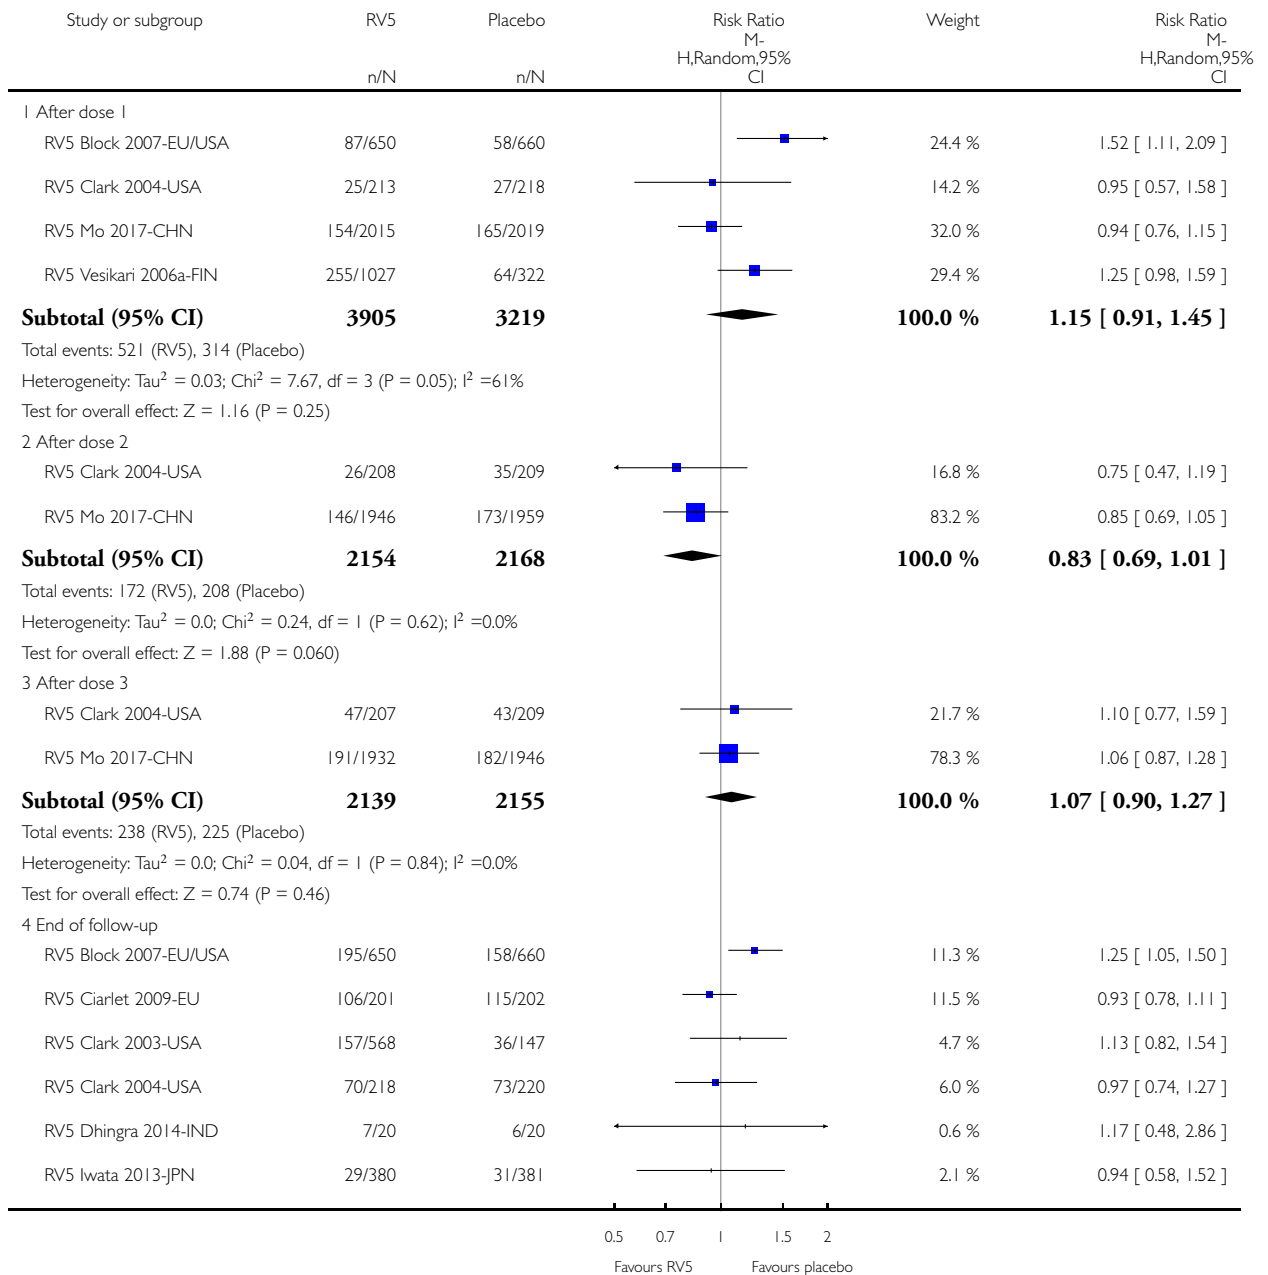 Study or subgroup RV5 Placebo Risk Ratio Weight Risk Ratio
M- M-
H,Random,95% H,Random,95%
n/N n/N CI CI
1 After dose 1
RV5 Block 2007-EU/USA 87/650 58/660 24.4 % 1.52 [ 1.11, 2.09 ]
RV5 Clark 2004-USA 25/213 27/218 14.2 % 0.95 [ 0.57, 1.58 ]
RV5 Mo 2017-CHN 154/2015 165/2019 32.0 % 0.94 [ 0.76, 1.15 ]
RV5 Vesikari 2006a-FIN 255/1027 64/322 29.4 % 1.25 [ 0.98, 1.59 ]
Subtotal (95% CI) 3905 3219 100.0 % 1.15 [ 0.91, 1.45 ]
Total events: 521 (RV5), 314 (Placebo)
Heterogeneity: Tau² = 0.03; Chi² = 7.67, df = 3 (P = 0.05); I² =61%
Test for overall effect: Z = 1.16 (P = 0.25)
2 After dose 2
RV5 Clark 2004-USA 26/208 35/209 16.8 % 0.75 [ 0.47, 1.19 ]
RV5 Mo 2017-CHN 146/1946 173/1959 83.2 % 0.85 [ 0.69, 1.05 ]
Subtotal (95% CI) 2154 2168 100.0 % 0.83 [ 0.69, 1.01 ]
Total events: 172 (RV5), 208 (Placebo)
Heterogeneity: Tau² = 0.0; Chi² = 0.24, df = 1 (P = 0.62); I² =0.0%
Test for overall effect: Z = 1.88 (P = 0.060)
3 After dose 3
RV5 Clark 2004-USA 47/207 43/209 21.7 % 1.10 [ 0.77, 1.59 ]
RV5 Mo 2017-CHN 191/1932 182/1946 78.3 % 1.06 [ 0.87, 1.28 ]
Subtotal (95% CI) 2139 2155 100.0 % 1.07 [ 0.90, 1.27 ]
Total events: 238 (RV5), 225 (Placebo)
Heterogeneity: Tau² = 0.0; Chi² = 0.04, df = 1 (P = 0.84); I² =0.0%
Test for overall effect: Z = 0.74 (P = 0.46)
4 End of follow-up
RV5 Block 2007-EU/USA 195/650 158/660 11.3 % 1.25 [ 1.05, 1.50 ]
RV5 Ciarlet 2009-EU 106/201 115/202 11.5 % 0.93 [ 0.78, 1.11 ]
RV5 Clark 2003-USA 157/568 36/147 4.7 % 1.13 [ 0.82, 1.54 ]
RV5 Clark 2004-USA 70/218 73/220 6.0 % 0.97 [ 0.74, 1.27 ]
RV5 Dhingra 2014-IND 7/20 6/20 0.6 % 1.17 [ 0.48, 2.86 ]
RV5 Iwata 2013-JPN 29/380 31/381 2.1 % 0.94 [ 0.58, 1.52 ]
0.5 0.7 1 1.5 2
Favours RV5 Favours placebo